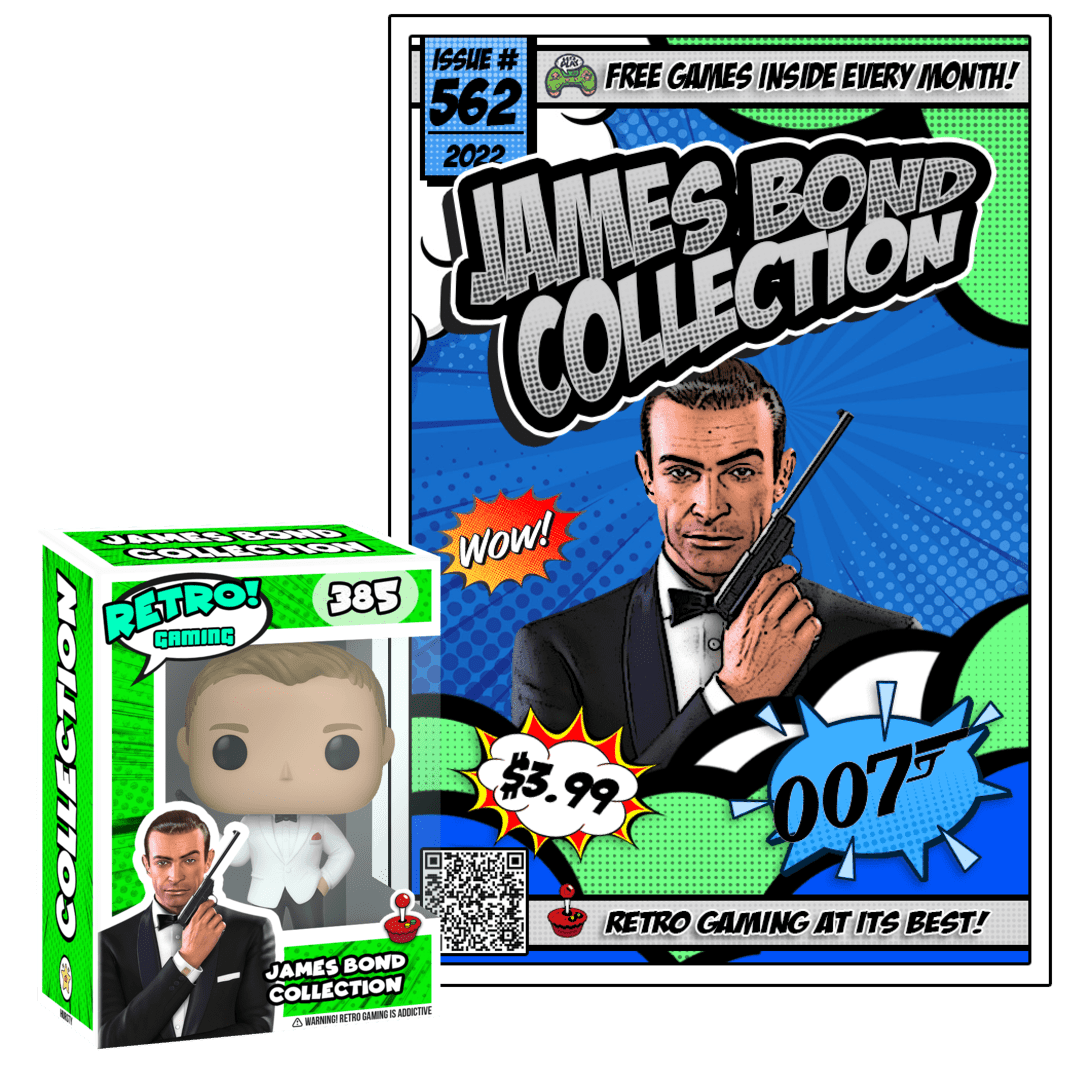 ISSUE #
562
2022
FREE GAMES INSIDE EVERY MONTH!
JAMES BOND
COLLECTION
WOW!
$3.99
007
RETRO GAMING AT ITS BEST!
JAMES BOND
COLLECTION
COLLECTION
RETRO!
GAMING
385
JAMES BOND
COLLECTION
WARNING! RETRO GAMING IS ADDICTIVE